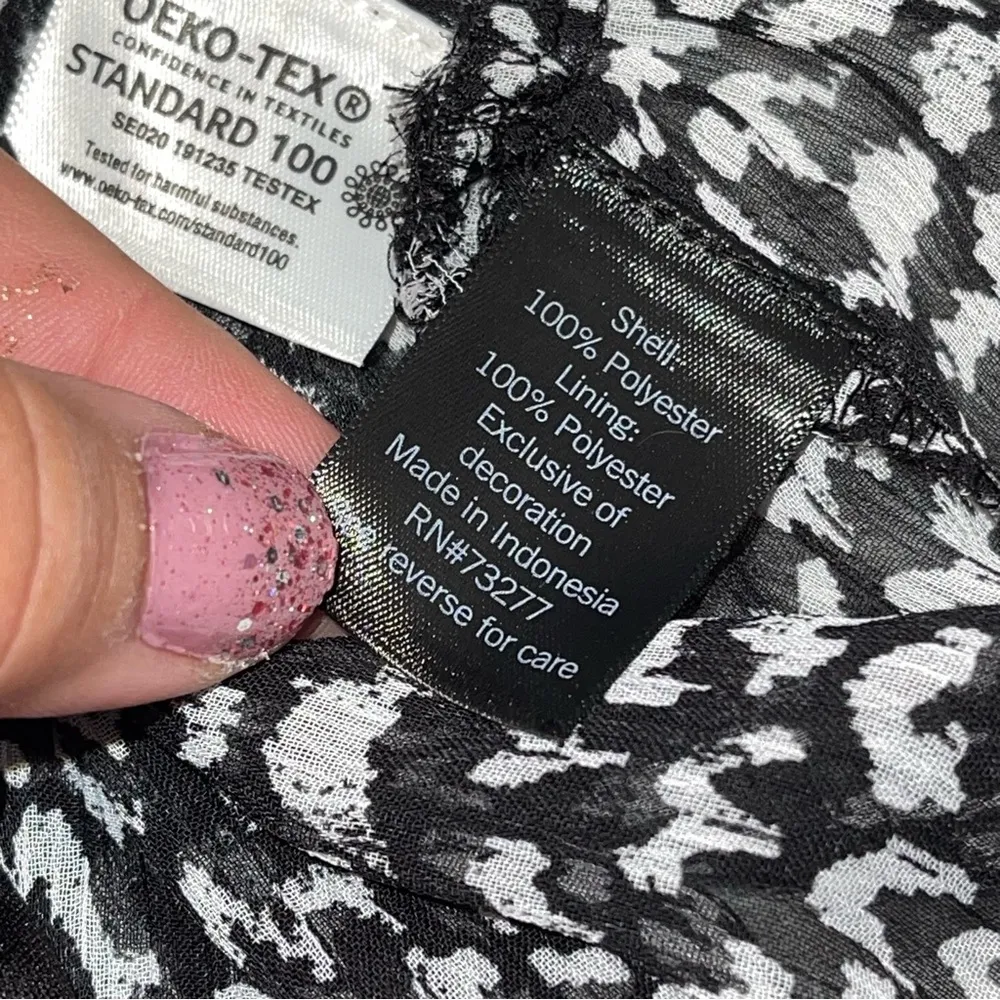 OEKO-TEX®
CONFIDENCE IN TEXTILES
STANDARD 100
SE020 191235 TESTEX
Tested for harmful substances.
www.oeko-tex.com/standard100
Shell:
100% Polyester
Lining:
100% Polyester
Exclusive of
decoration
Made in Indonesia
RN#73277
reverse for care